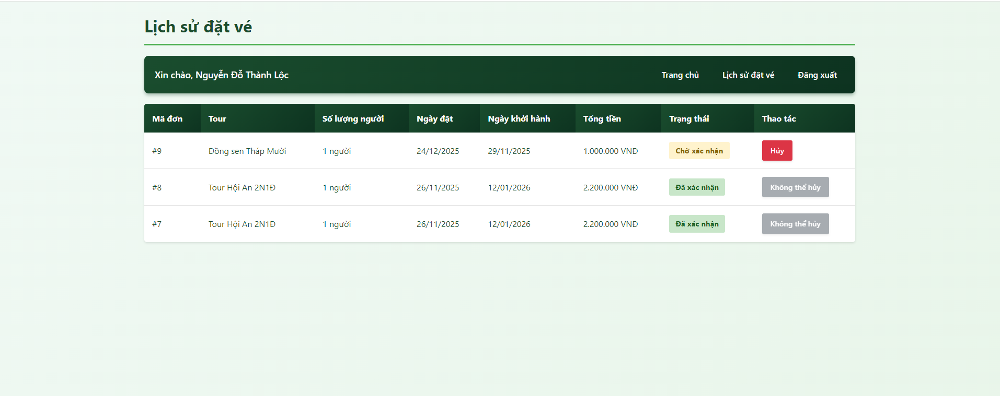 Lịch sử đặt vé
Xin chào, Nguyễn Đỗ Thành Lộc Trang chủ Lịch sử đặt vé Đăng xuất
Mã đơn Tour Số lượng người Ngày đặt Ngày khởi hành Tổng tiền Trạng thái Thao tác
#9 Đồng sen Tháp Mười 1 người 24/12/2025 29/11/2025 1.000.000 VNĐ Chờ xác nhận Hủy
#8 Tour Hội An 2N1Đ 1 người 26/11/2025 12/01/2026 2.200.000 VNĐ Đã xác nhận Không thể hủy
#7 Tour Hội An 2N1Đ 1 người 26/11/2025 12/01/2026 2.200.000 VNĐ Đã xác nhận Không thể hủy